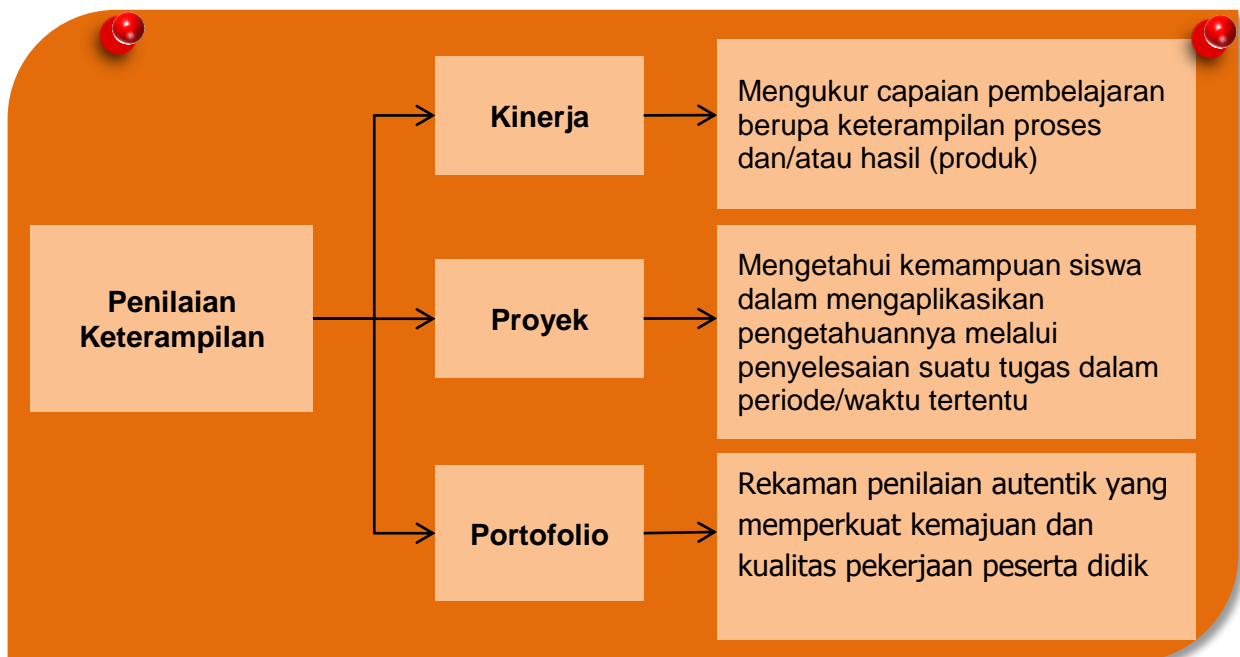 Penilaian
Keterampilan
Kinerja
Mengukur capaian pembelajaran
berupa keterampilan proses
dan/atau hasil (produk)
Proyek
Mengetahui kemampuan siswa
dalam mengaplikasikan
pengetahuannya melalui
penyelesaian suatu tugas dalam
periode/waktu tertentu
Portofolio
Rekaman penilaian autentik yang
memperkuat kemajuan dan
kualitas pekerjaan peserta didik